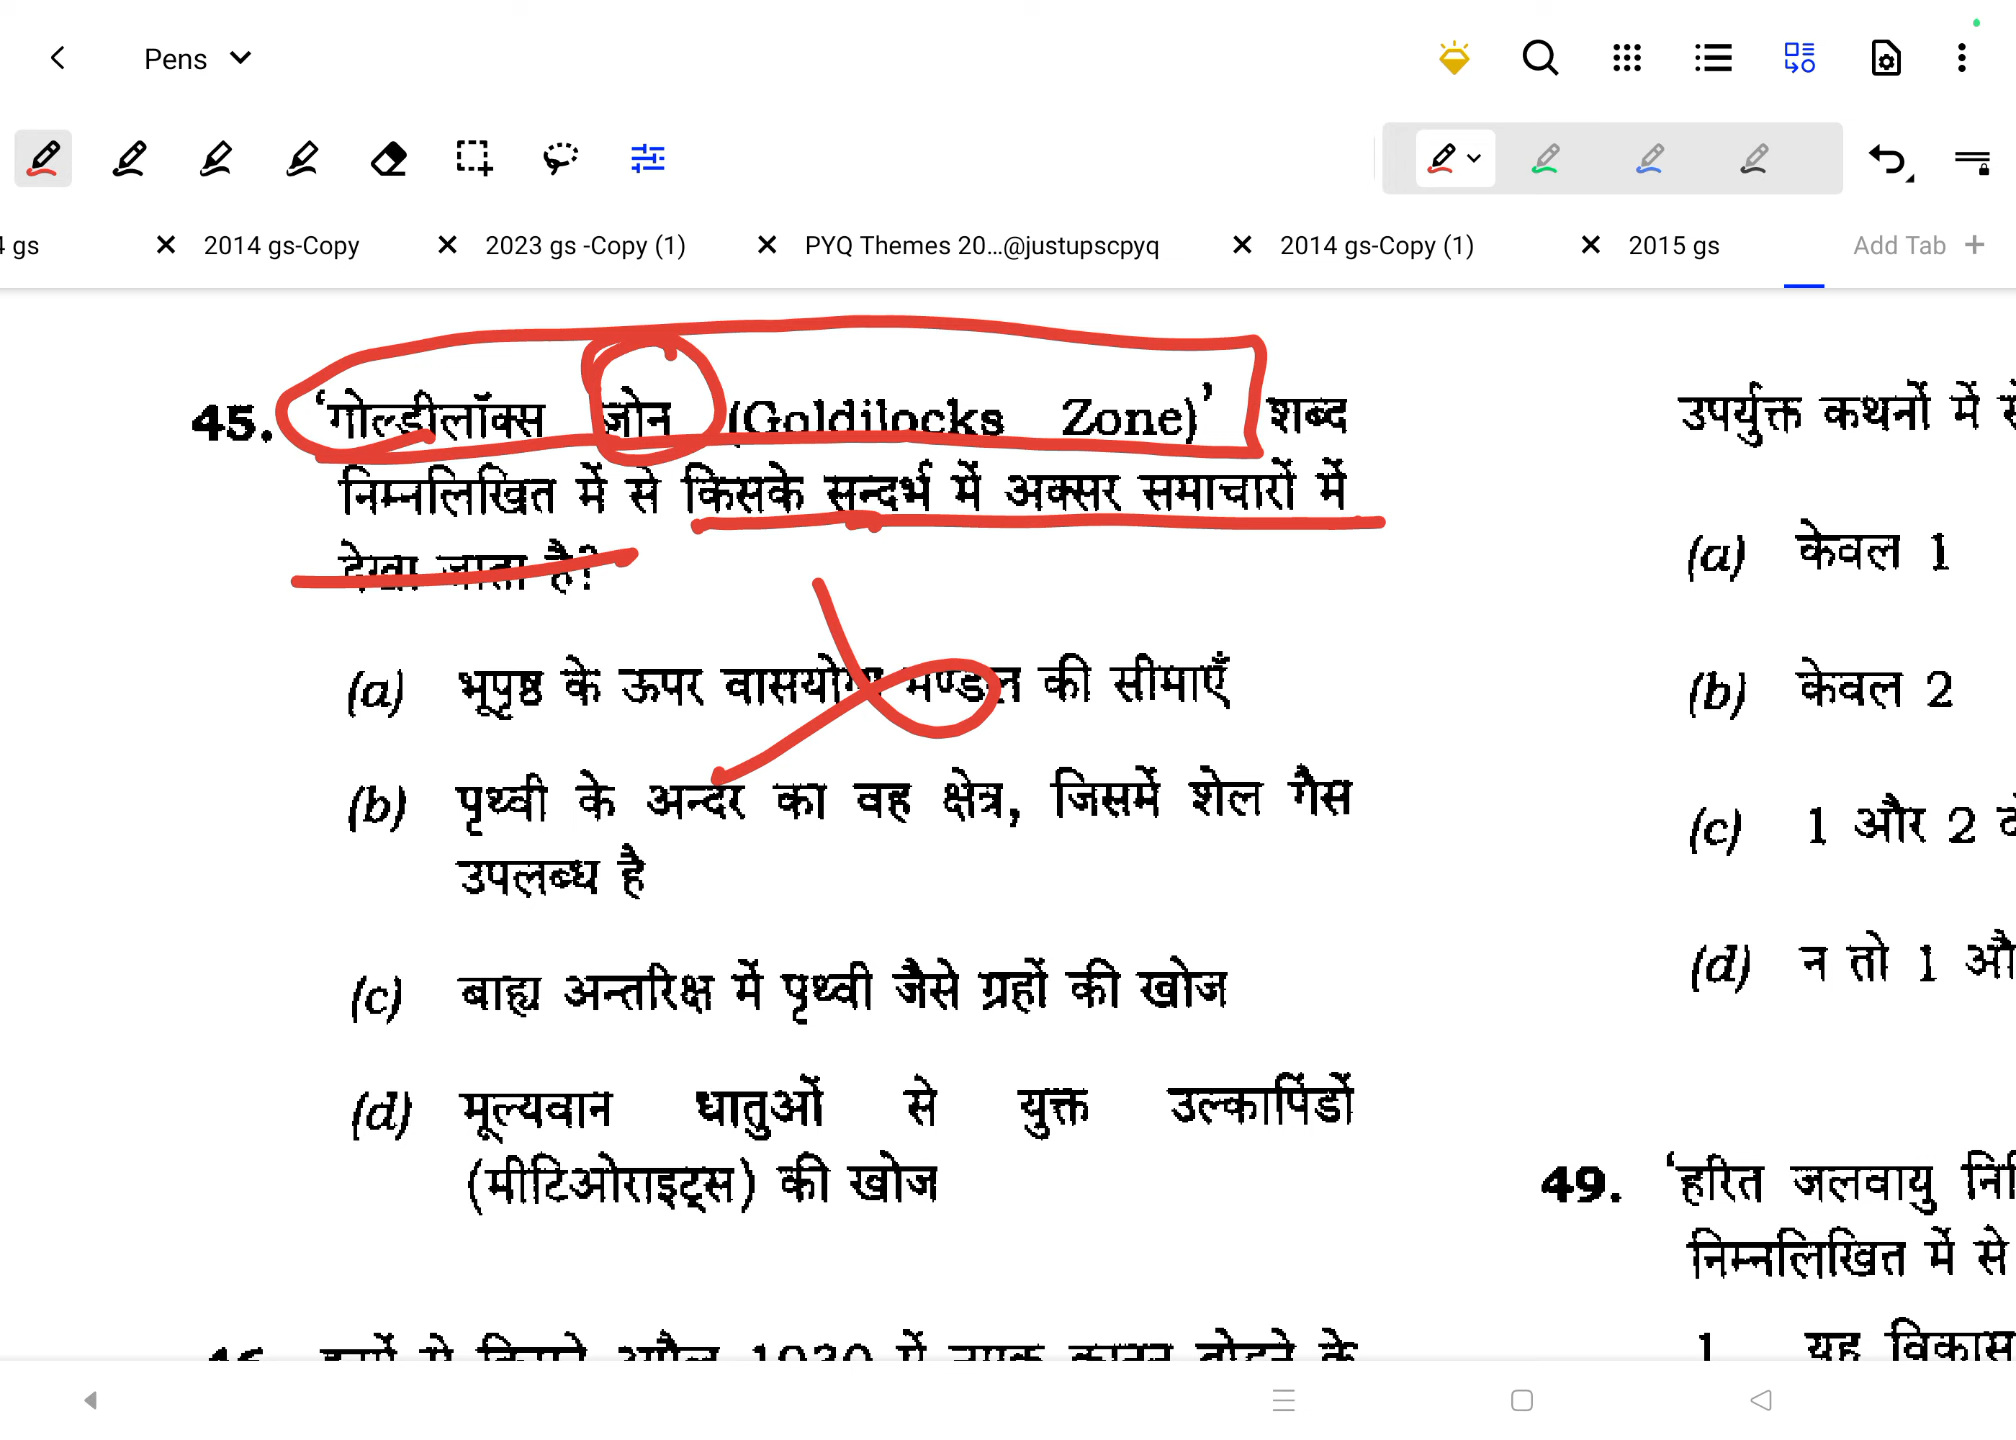 Pens
4 gs
2014 gs-Copy
2023 gs -Copy (1)
PYQ Themes 20...@justupscpyq
2014 gs-Copy (1)
2015 gs
Add Tab +
45. ‘गोल्डीलॉक्स ज़ोन (Goldilocks Zone)’ शब्द
निम्नलिखित में से किसके सन्दर्भ में अक्सर समाचारों में
देखा जाता है?
(a) भूपृष्ठ के ऊपर वासयोग्य मण्डल की सीमाएँ
(b) पृथ्वी के अन्दर का वह क्षेत्र, जिसमें शेल गैस
उपलब्ध है
(c) बाह्य अन्तरिक्ष में पृथ्वी जैसे ग्रहों की खोज
(d) मूल्यवान धातुओं से युक्त उल्कापिंडों
(मीटिओराइट्स) की खोज
उपर्युक्त कथनों में
(a) केवल 1
(b) केवल 2
(c) 1 और 2
(d) न तो 1
49. ‘हरित जलवायु
निम्नलिखित में से
1. यह विकास